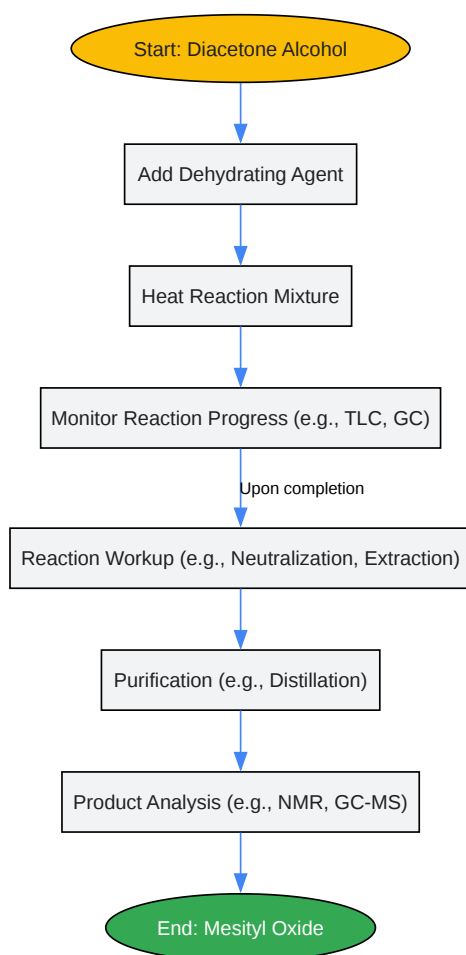 Start: Diacetone Alcohol
Add Dehydrating Agent
Heat Reaction Mixture
Monitor Reaction Progress (e.g., TLC, GC)
Upon completion
Reaction Workup (e.g., Neutralization, Extraction)
Purification (e.g., Distillation)
Product Analysis (e.g., NMR, GC-MS)
End: Mesityl Oxide